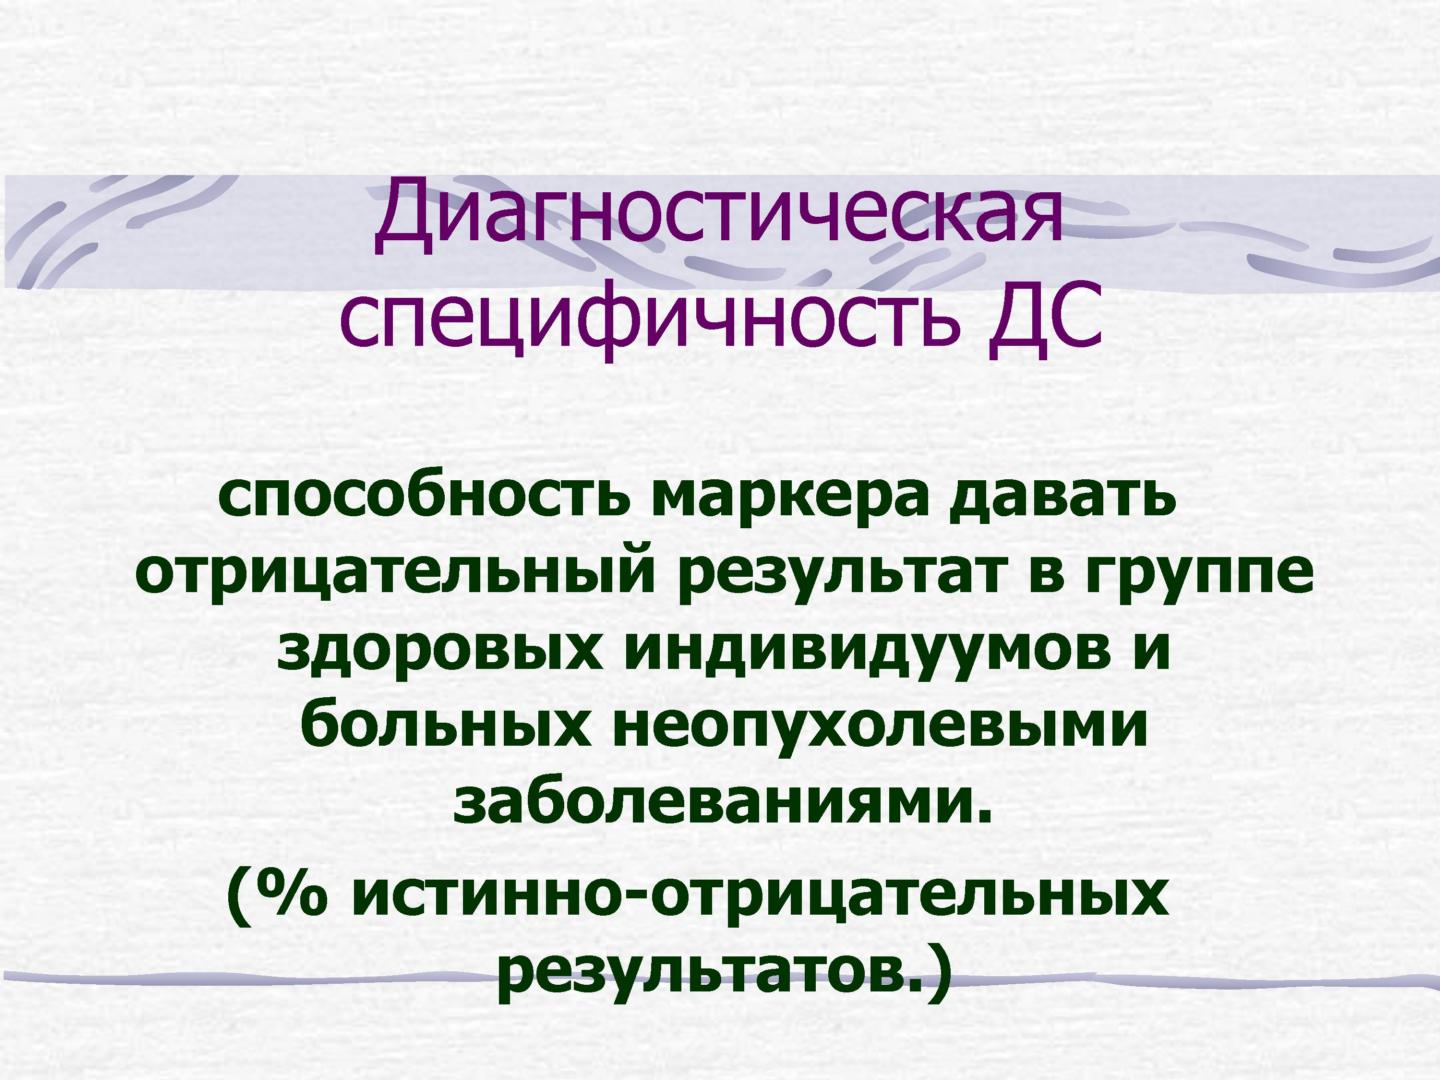 Диагностическая
специфичность ДС
способность маркера давать
отрицательный результат в группе
здоровых индивидуумов и
больных неопухолевыми
заболеваниями.
(% истинно-отрицательных
результатов.)